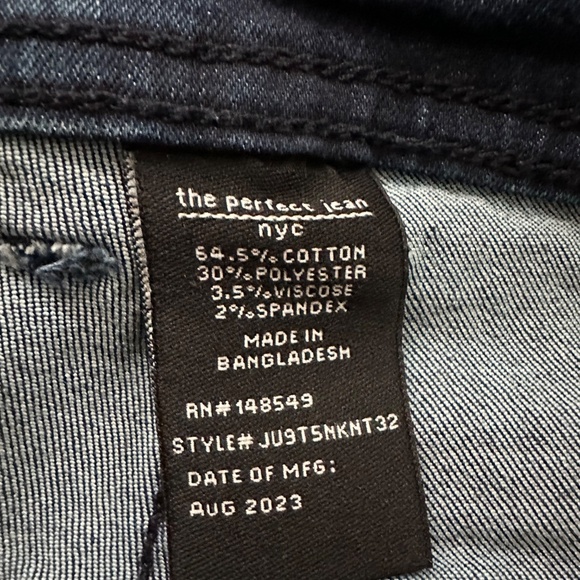 the perfect jean
nyc
64.5% COTTON
30% POLYESTER
3.5% VISCOSE
2% SPANDEX
MADE IN
BANGLADESH
RN# 148549
STYLE# JU9T5NKNT32
DATE OF MFG:
AUG 2023